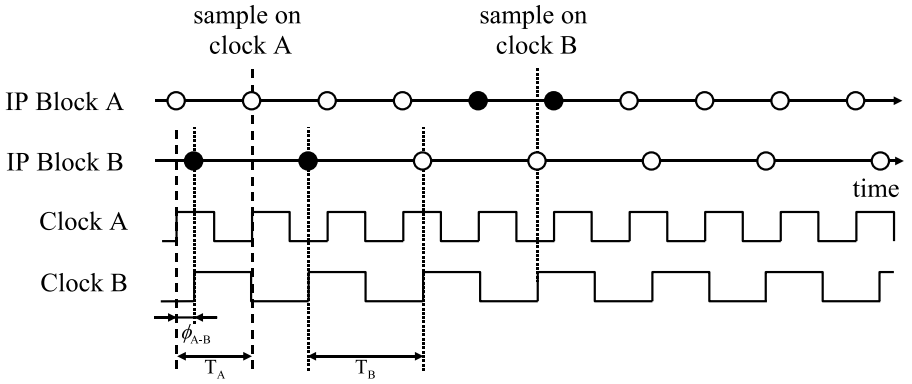 sample on
clock A
sample on
clock B
IP Block A
IP Block B
time
Clock A
Clock B
ϕA-B
TA
TB